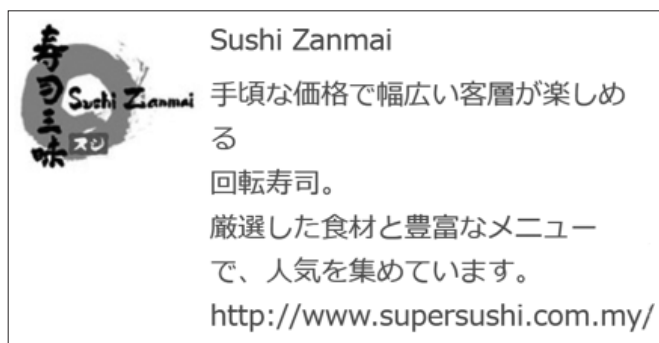 寿司三味
Sushi Zanmai
スシ
Sushi Zanmai
手頃な価格で幅広い客層が楽しめ
る
回転寿司。
厳選した食材と豊富なメニュー
で、人気を集めています。
http://www.supersushi.com.my/